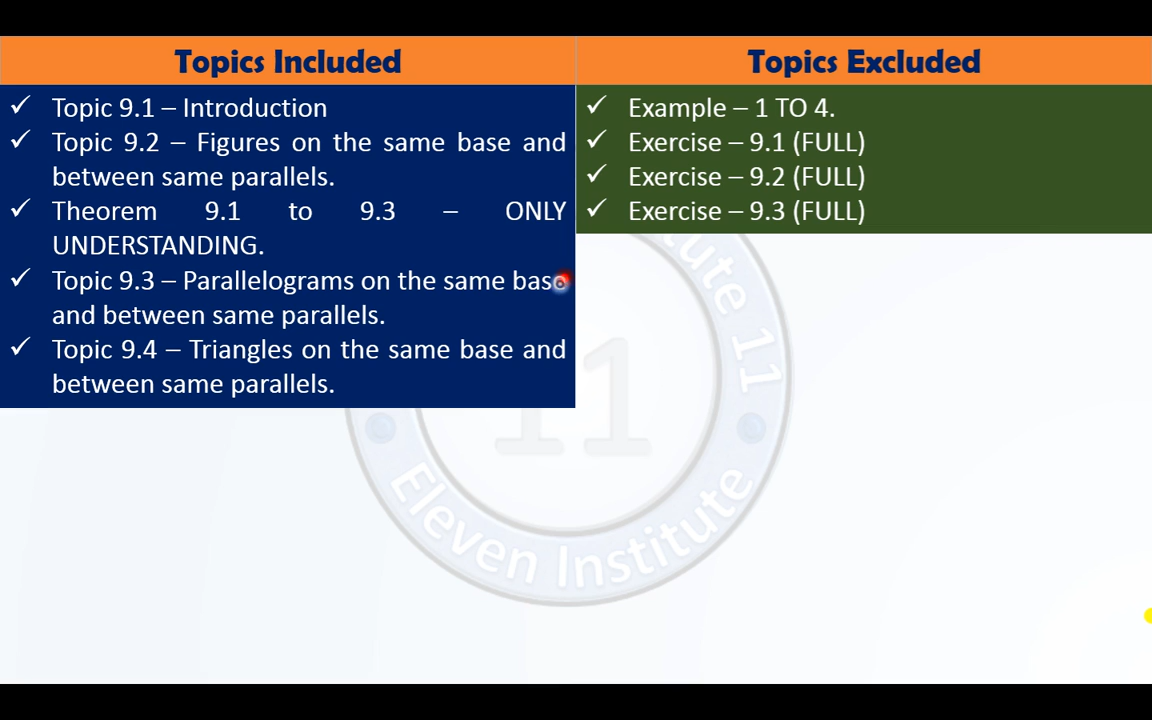 Topics Included
Topics Excluded
✓ Topic 9.1 – Introduction
✓ Topic 9.2 – Figures on the same base and
between same parallels.
✓ Theorem 9.1 to 9.3 – ONLY
UNDERSTANDING.
✓ Topic 9.3 – Parallelograms on the same base
and between same parallels.
✓ Topic 9.4 – Triangles on the same base and
between same parallels.
✓ Example – 1 TO 4.
✓ Exercise – 9.1 (FULL)
✓ Exercise – 9.2 (FULL)
✓ Exercise – 9.3 (FULL)
11
Eleven Institute